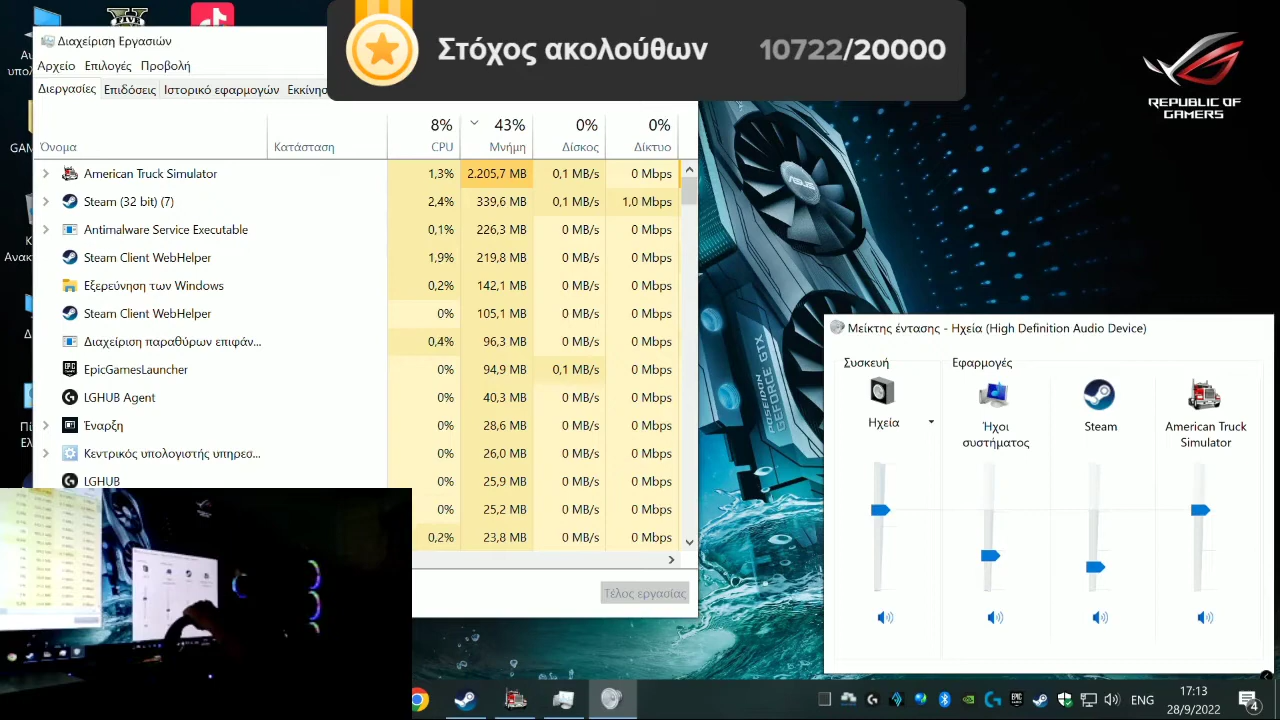 Στόχος ακολούθων 10722/20000
Διαχείριση Εργασιών
Αρχείο Επιλογές Προβολή
Διεργασίες Επιδόσεις Ιστορικό εφαρμογών
8% 43% 0% 0%
Όνομα Κατάσταση CPU Μνήμη Δίσκος Δίκτυο
American Truck Simulator 1,3% 2.205,7 MB 0,1 MB/s 0 Mbps
Steam (32 bit) (7) 2,4% 339,6 MB 0,1 MB/s 1,0 Mbps
Antimalware Service Executable 0,1% 226,3 MB 0 MB/s 0 Mbps
Steam Client WebHelper 1,9% 219,8 MB 0 MB/s 0 Mbps
Εξερεύνηση των Windows 0,2% 142,1 MB 0 MB/s 0 Mbps
Steam Client WebHelper 0% 105,1 MB 0 MB/s 0 Mbps
Διαχείριση παραθύρων επιφάν... 0,4% 96,3 MB 0 MB/s 0 Mbps
EpicGamesLauncher 0% 94,9 MB 0,1 MB/s 0 Mbps
LGHUB Agent 0% 40,3 MB 0 MB/s 0 Mbps
Έναρξη 0% 28,6 MB 0 MB/s 0 Mbps
Κεντρικός υπολογιστής υπηρεσ... 0% 26,0 MB 0 MB/s 0 Mbps
LGHUB 0% 25,9 MB 0 MB/s 0 Mbps
0% 25,2 MB 0 MB/s 0 Mbps
0,2% 23,8 MB 0 MB/s 0 Mbps
Τέλος εργασίας
REPUBLIC OF
GAMERS
ASUS
POSEIDON
GEFORCE GTX
Μείκτης έντασης - Ηχεία (High Definition Audio Device)
Συσκευή Εφαρμογές
Ηχεία
Ήχοι
συστήματος
Steam
American Truck
Simulator
ENG
17:13
28/9/2022
4